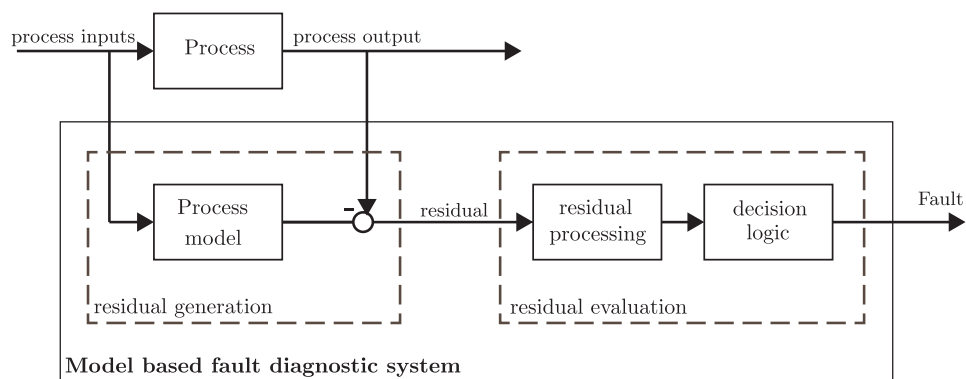 process inputs
Process
process output
Process
model
-
residual
residual
processing
decision
logic
Fault
residual generation
residual evaluation
Model based fault diagnostic system